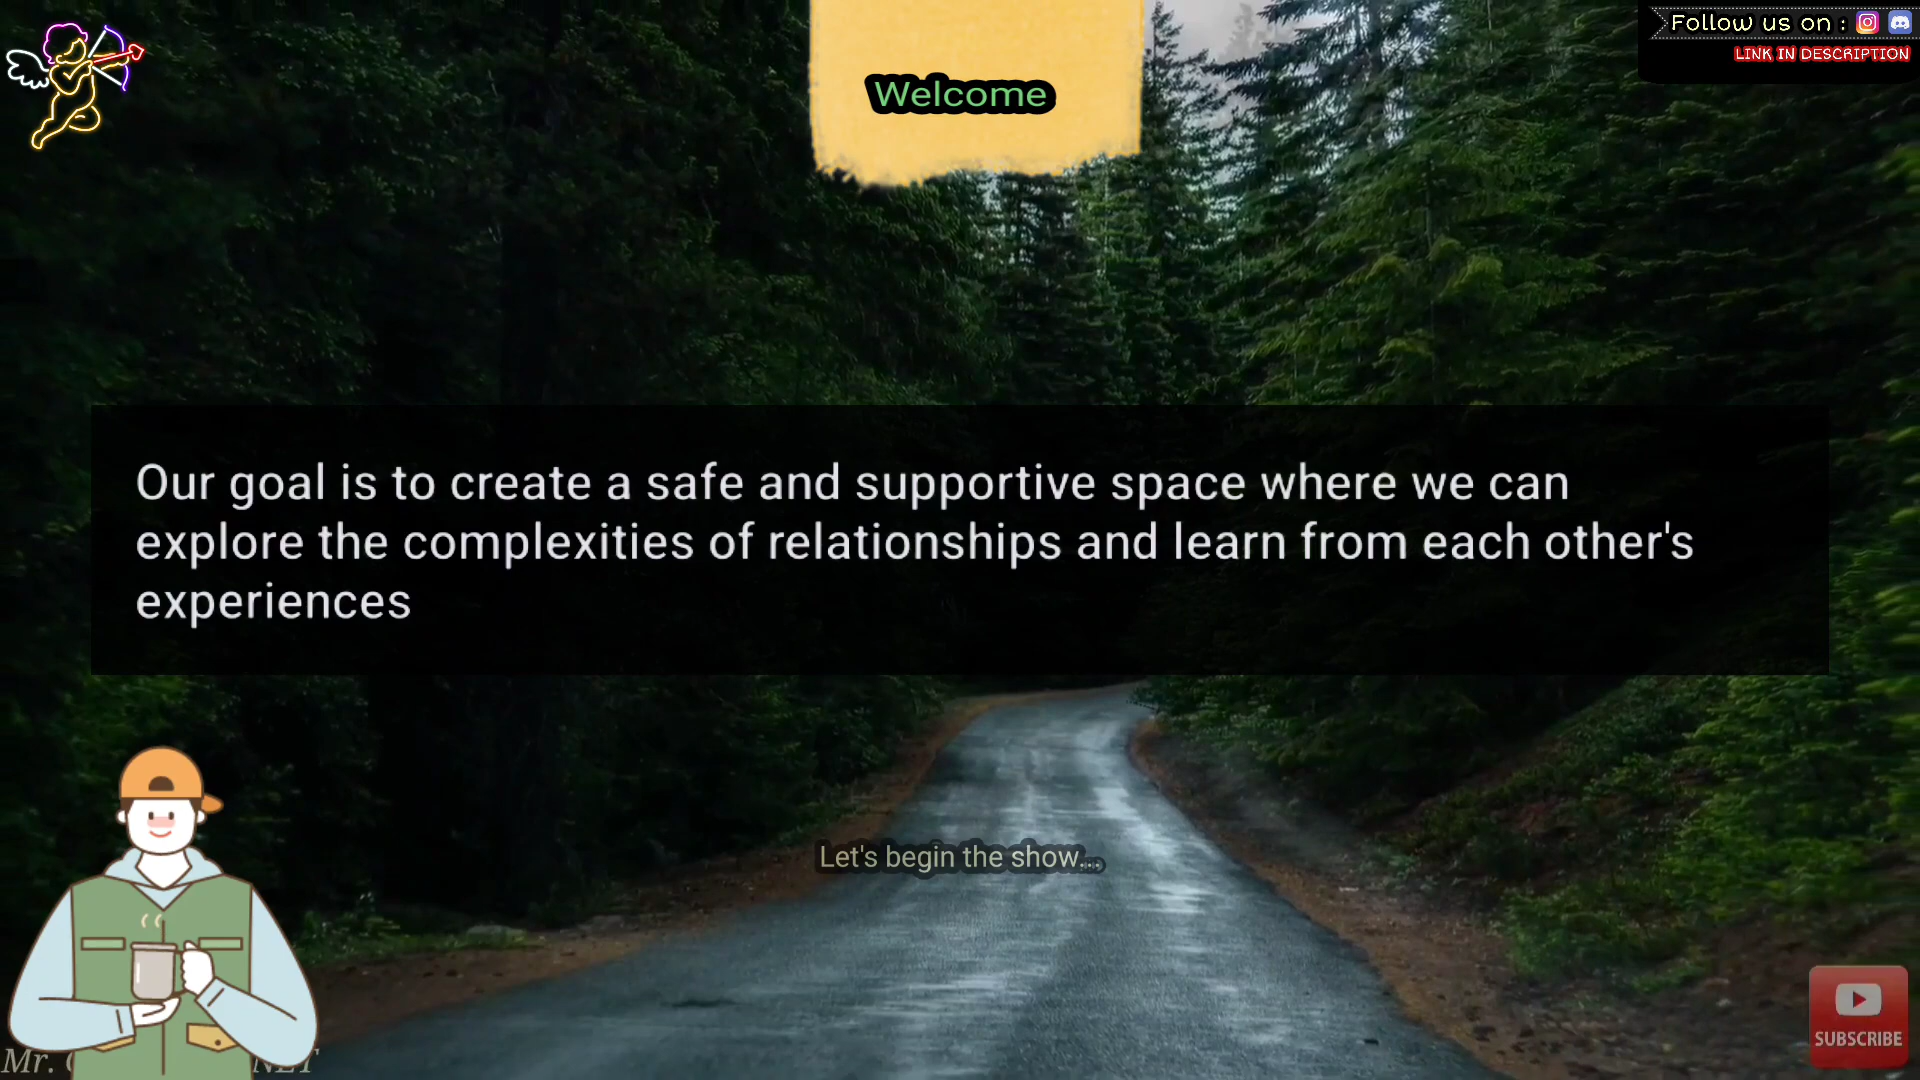 Welcome
Follow us on :
LINK IN DESCRIPTION
Our goal is to create a safe and supportive space where we can
explore the complexities of relationships and learn from each other's
experiences
Let's begin the show...
Mr.
SUBSCRIBE